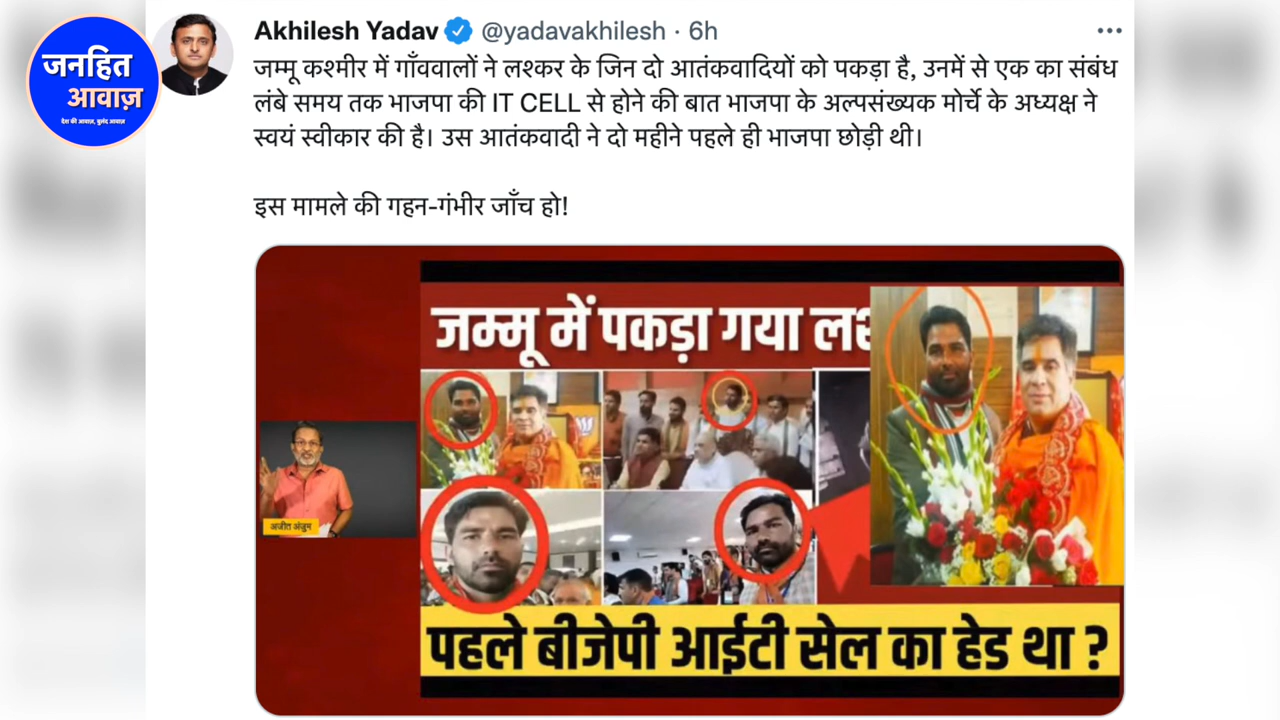 जनहित
आवाज़
देश की आवाज़, बुलंद आवाज़
Akhilesh Yadav @yadavakhilesh · 6h
जम्मू कश्मीर में गाँववालों ने लश्कर के जिन दो आतंकवादियों को पकड़ा है, उनमें से एक का संबंध
लंबे समय तक भाजपा की IT CELL से होने की बात भाजपा के अल्पसंख्यक मोर्चे के अध्यक्ष ने
स्वयं स्वीकार की है। उस आतंकवादी ने दो महीने पहले ही भाजपा छोड़ी थी।
इस मामले की गहन-गंभीर जाँच हो!
जम्मू में पकड़ा गया
अजीत अंजुम
पहले बीजेपी आईटी सेल का हेड था ?